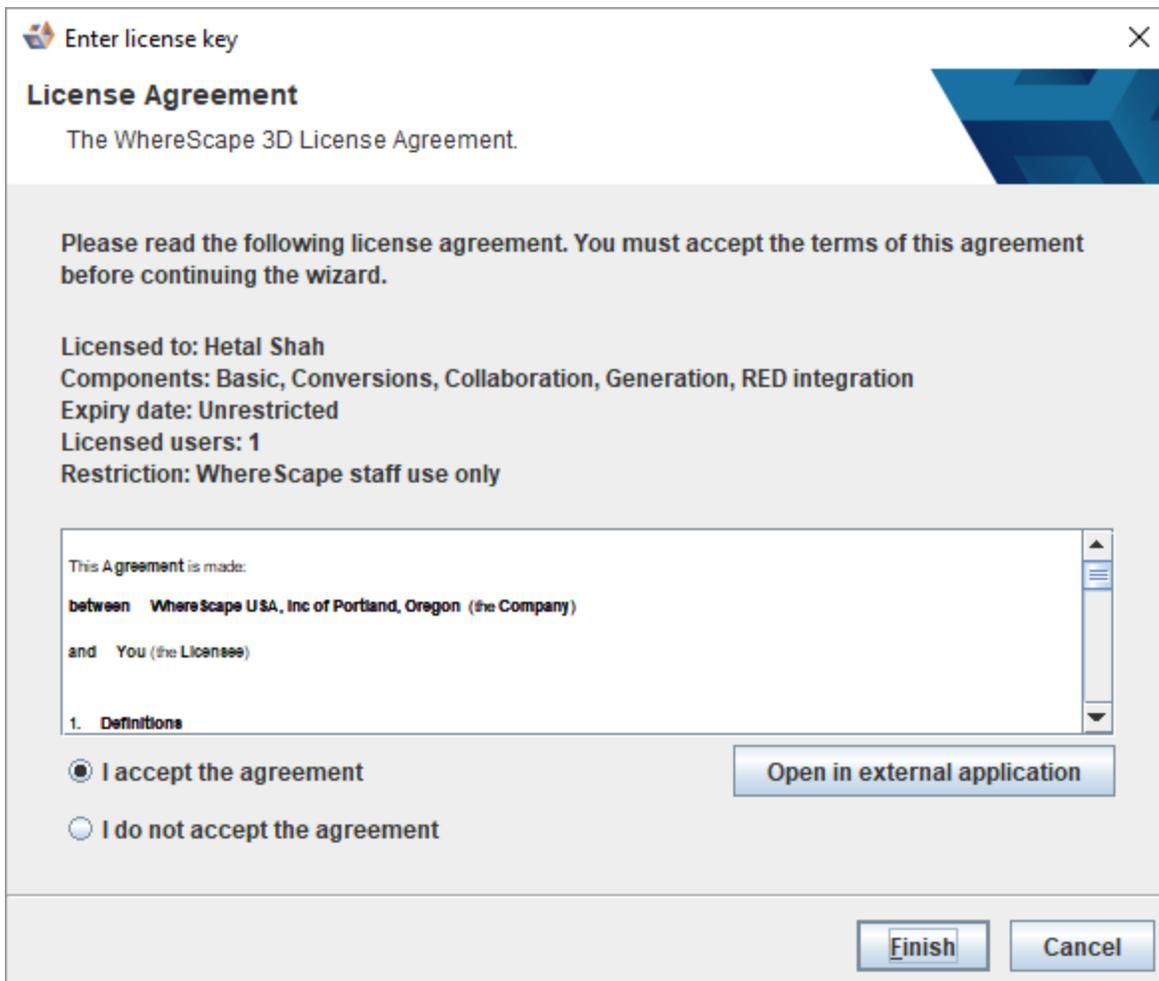 Enter license key
License Agreement
The WhereScape 3D License Agreement.
Please read the following license agreement. You must accept the terms of this agreement
before continuing the wizard.
Licensed to: Hetal Shah
Components: Basic, Conversions, Collaboration, Generation, RED integration
Expiry date: Unrestricted
Licensed users: 1
Restriction: WhereScape staff use only
This Agreement is made:
between WhereScape USA, Inc of Portland, Oregon (the Company)
and You (the Licensee)
1. Definitions
I accept the agreement
Open in external application
I do not accept the agreement
Finish
Cancel